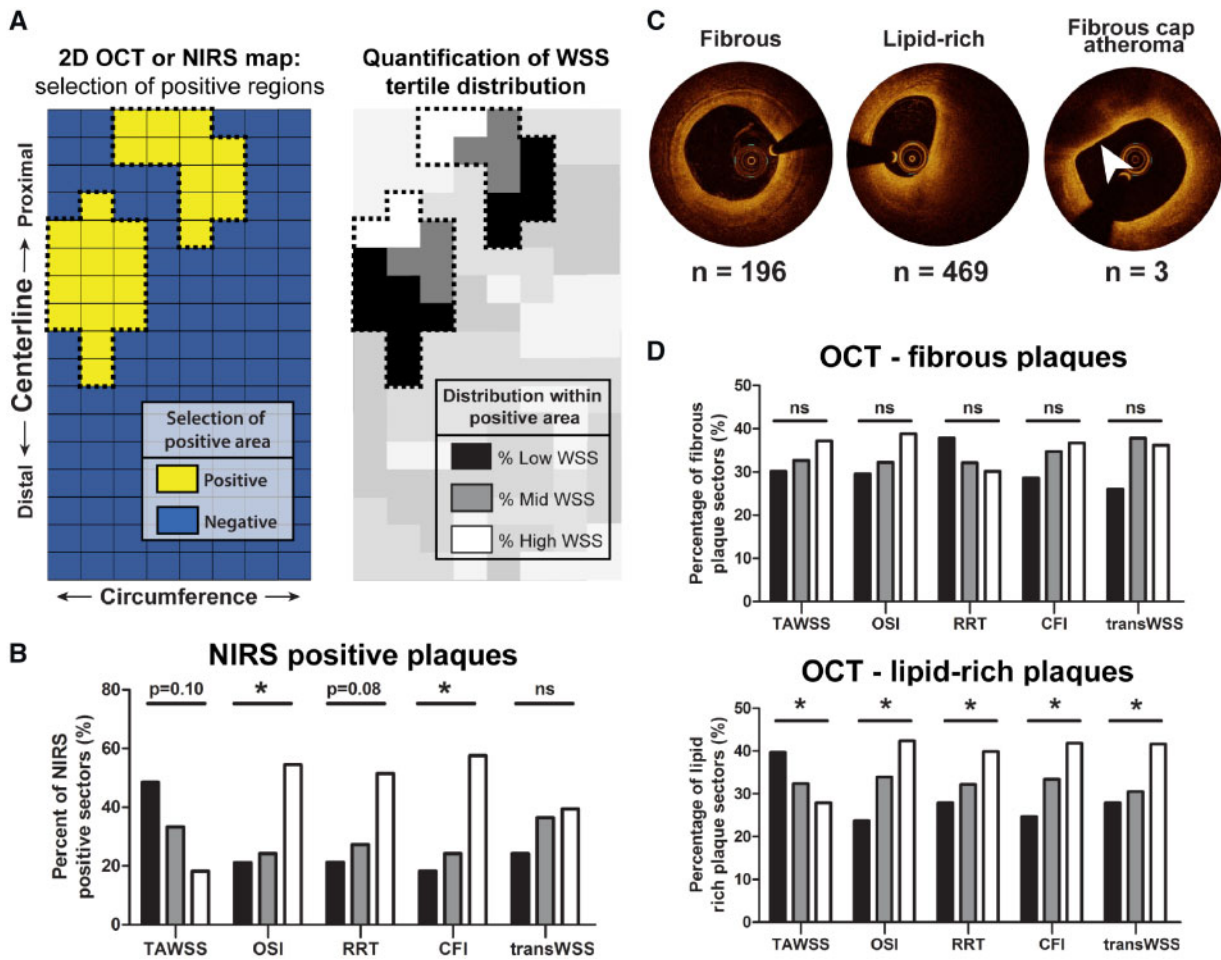 A
2D OCT or NIRS map:
selection of positive regions
Quantification of WSS
tertile distribution
Distal ← Centerline → Proximal
Selection of
positive area
Positive
Negative
Distribution within
positive area
% Low WSS
% Mid WSS
% High WSS
← Circumference →
B
NIRS positive plaques
Percent of NIRS
positive sectors (%)
80
60
40
20
0
p=0.10
*
p=0.08
*
ns
TAWSS
OSI
RRT
CFI
transWSS
C
Fibrous
Lipid-rich
Fibrous cap
atheroma
n = 196
n = 469
n = 3
D
OCT - fibrous plaques
Percentage of fibrous
plaque sectors (%)
50
40
30
20
10
0
ns
ns
ns
ns
ns
TAWSS
OSI
RRT
CFI
transWSS
OCT - lipid-rich plaques
Percentage of lipid
rich plaque sectors (%)
50
40
30
20
10
0
*
*
*
*
*
TAWSS
OSI
RRT
CFI
transWSS